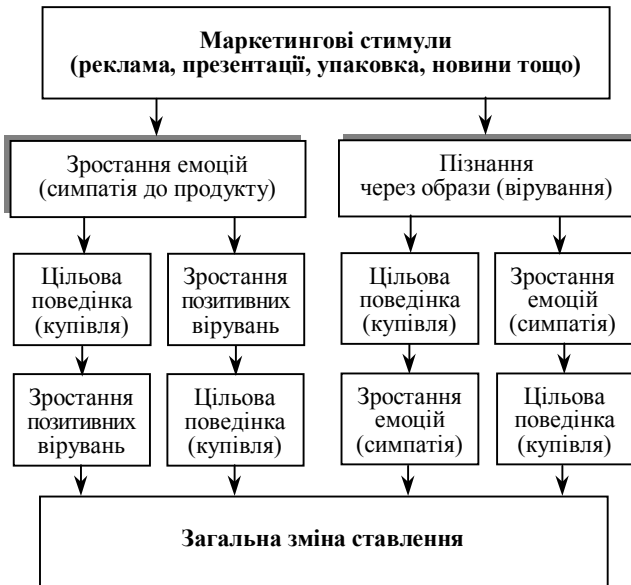 Маркетингові стимули
(реклама, презентації, упаковка, новини тощо)
Зростання емоцій
(симпатія до продукту)
Пізнання
через образи (вірування)
Цільова
поведінка
(купівля)
Зростання
позитивних
вірувань
Цільова
поведінка
(купівля)
Зростання
емоцій
(симпатія)
Зростання
позитивних
вірувань
Цільова
поведінка
(купівля)
Зростання
емоцій
(симпатія)
Цільова
поведінка
(купівля)
Загальна зміна ставлення